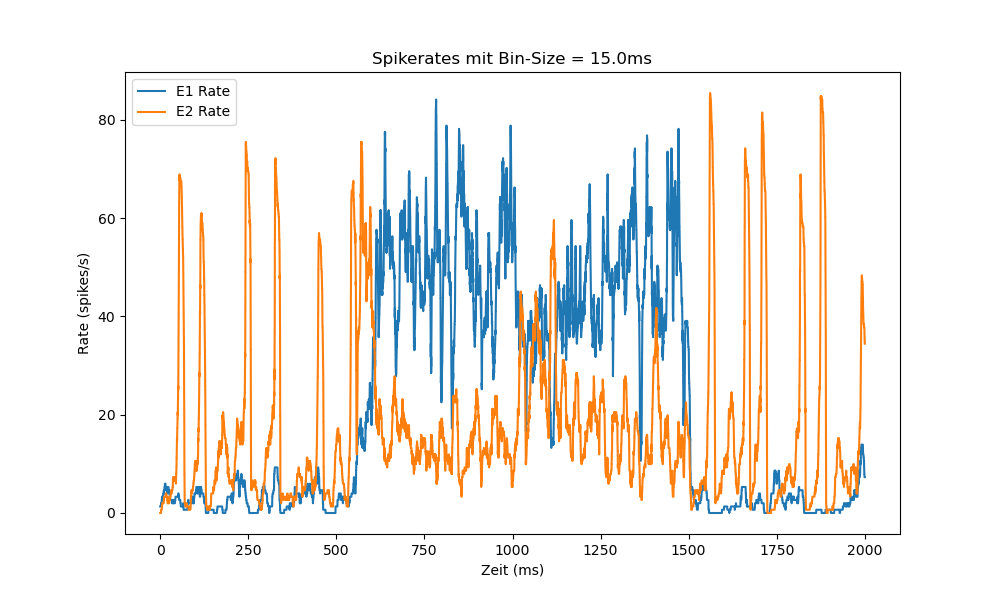 Spikerates mit Bin-Size = 15.0ms
E1 Rate
E2 Rate
Rate (spikes/s)
80
60
40
20
0
0 250 500 750 1000 1250 1500 1750 2000
Zeit (ms)